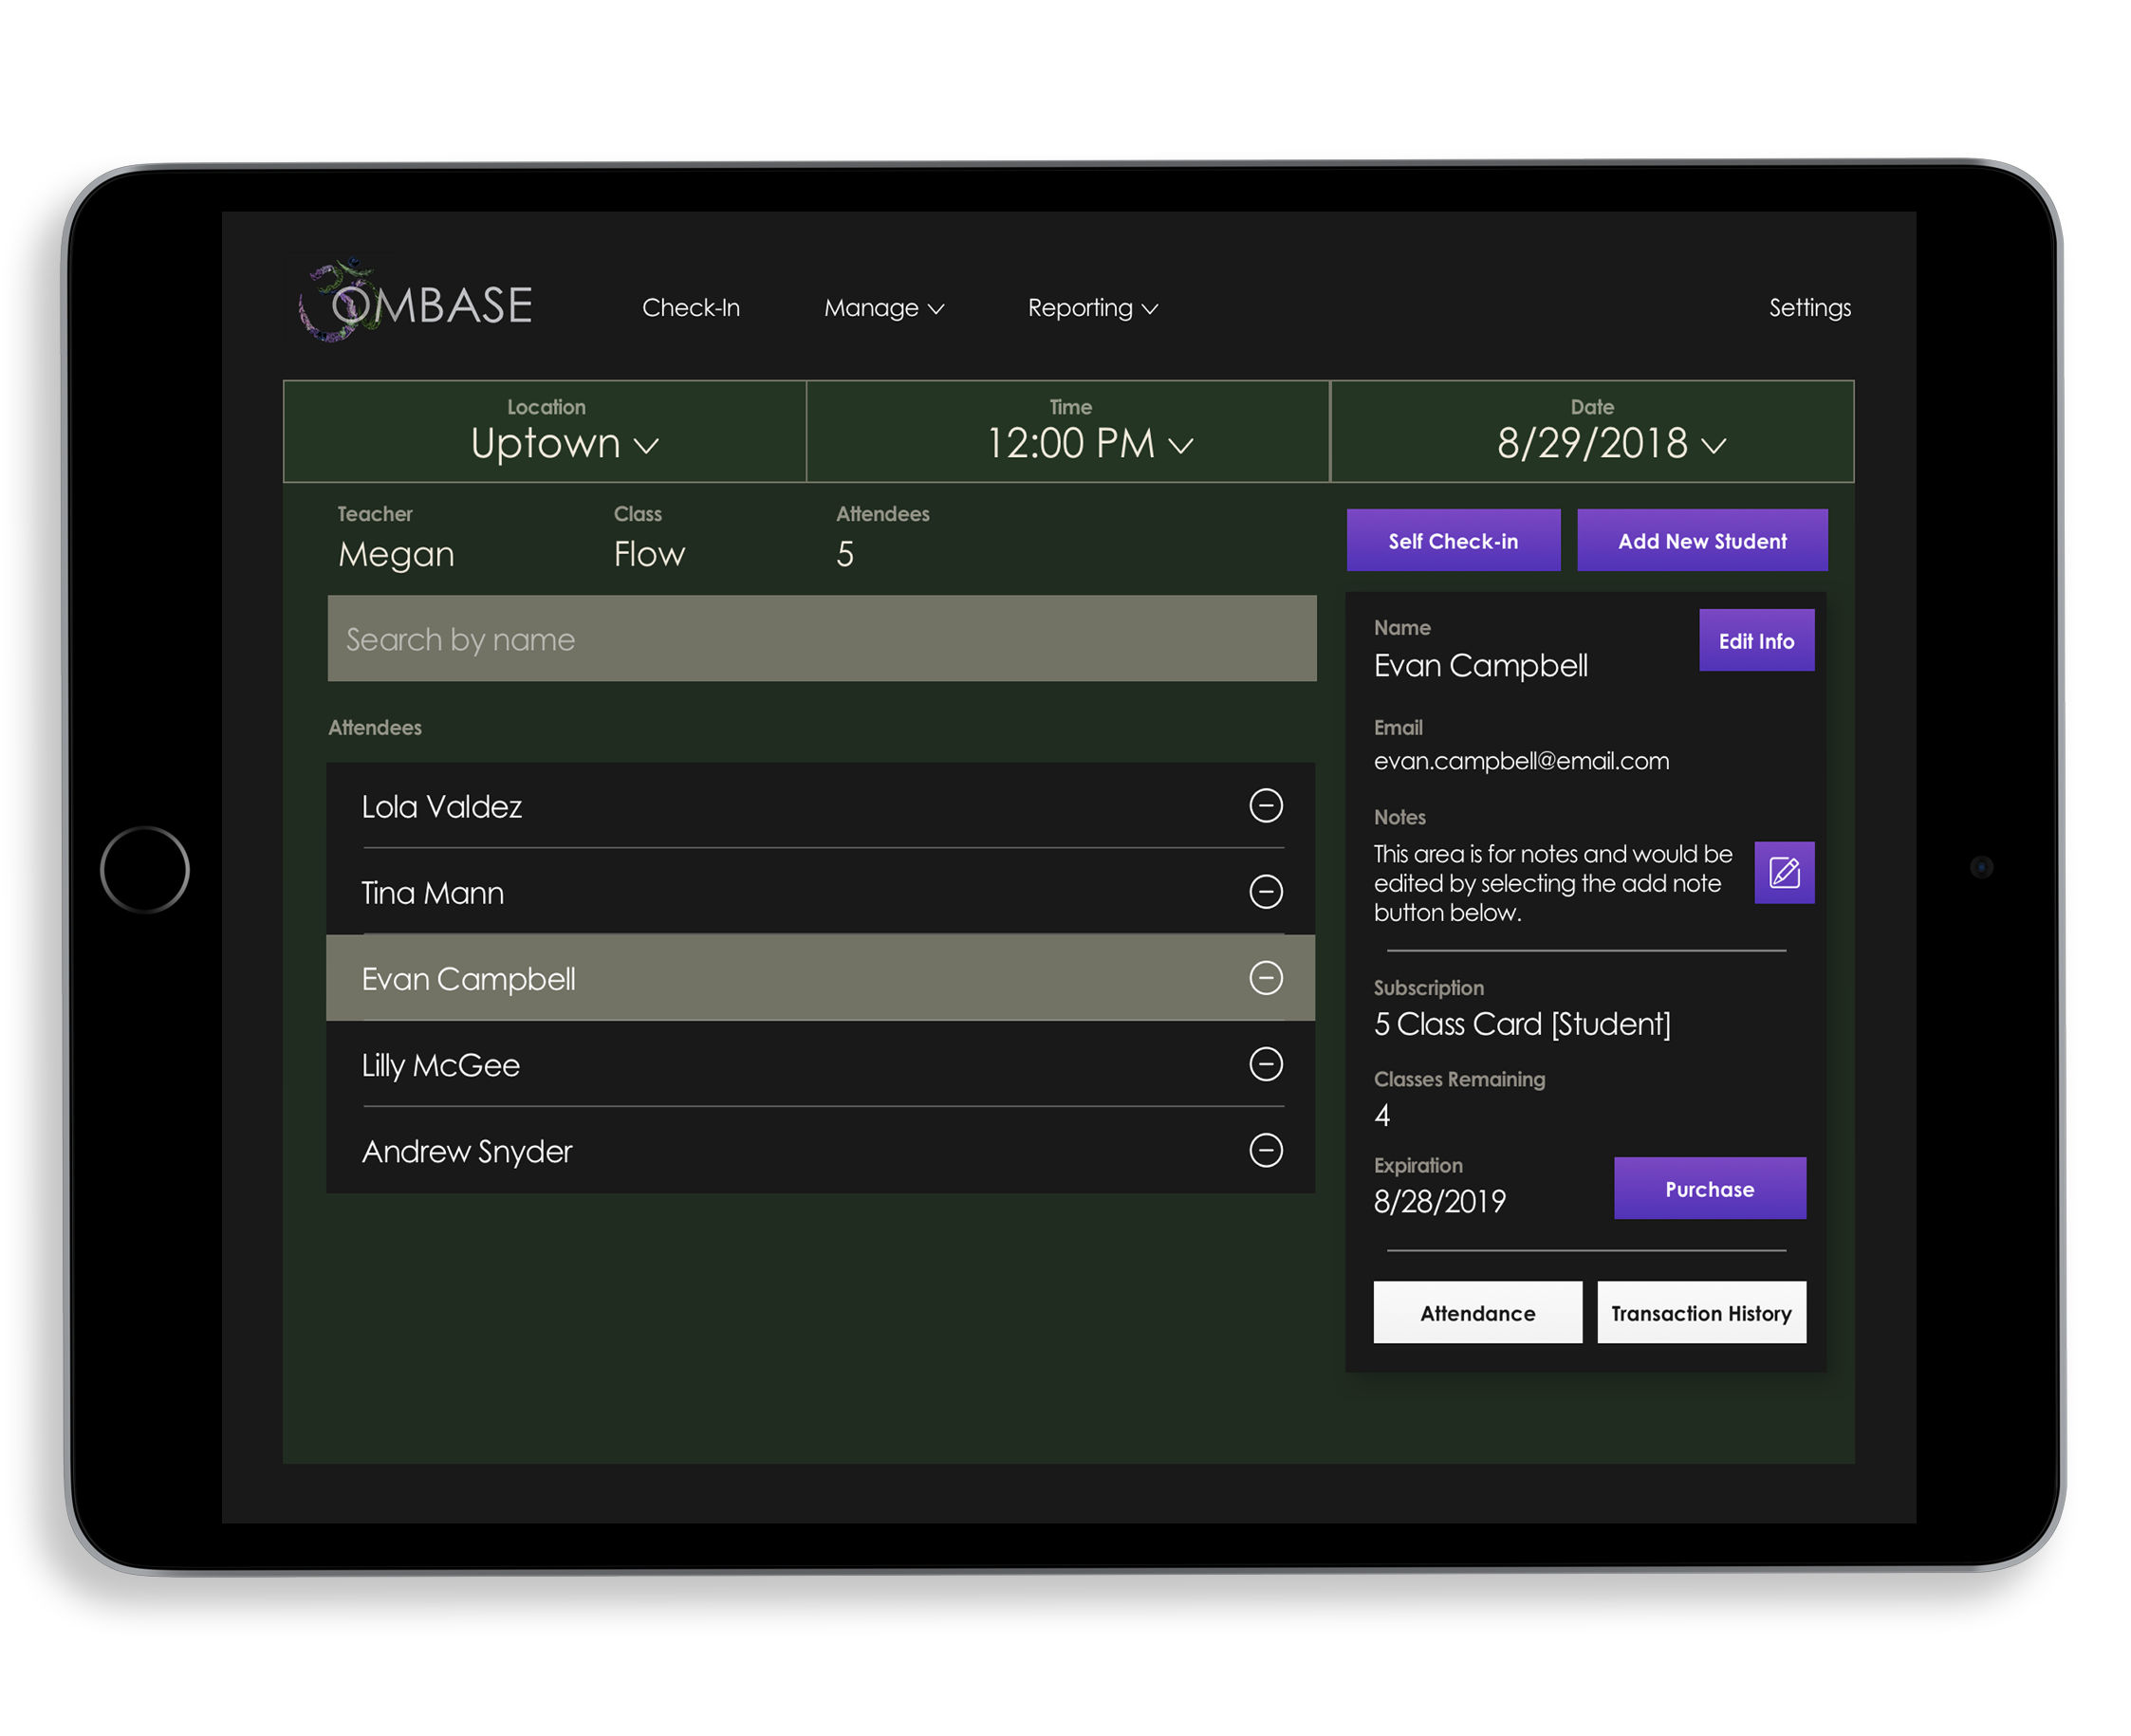 OMBASE
Check-In
Manage
Reporting
Settings
Location
Uptown
Time
12:00 PM
Date
8/29/2018
Teacher
Megan
Class
Flow
Attendees
5
Self Check-in
Add New Student
Search by name
Attendees
Lola Valdez
Tina Mann
Evan Campbell
Lilly McGee
Andrew Snyder
Name
Evan Campbell
Edit Info
Email
evan.campbell@email.com
Notes
This area is for notes and would be
edited by selecting the add note
button below.
Subscription
5 Class Card [Student]
Classes Remaining
4
Expiration
8/28/2019
Purchase
Attendance
Transaction History